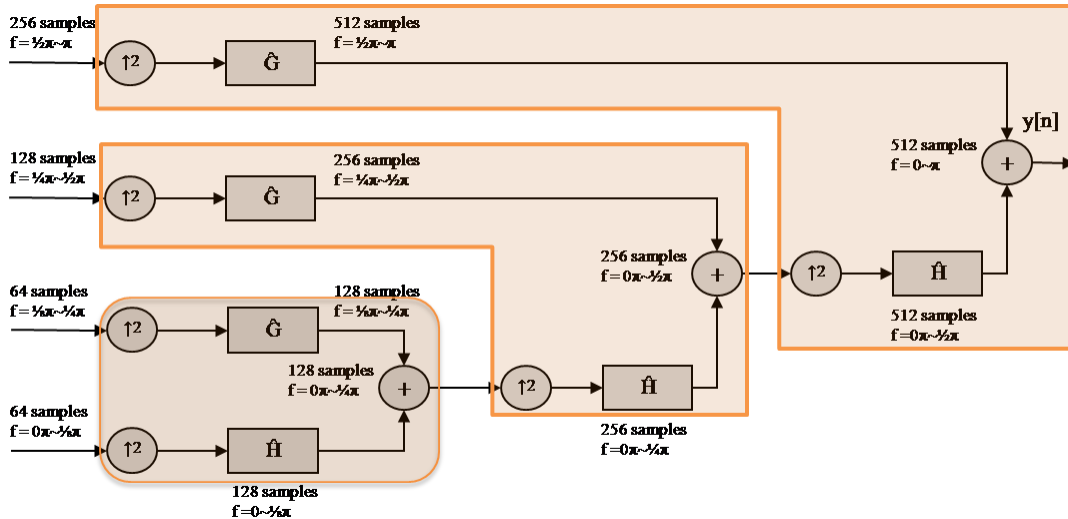 256 samples
f = ½π~π
↑2
Ĝ
512 samples
f = ½π~π
128 samples
f = ¼π~½π
↑2
Ĝ
256 samples
f = ¼π~½π
512 samples
f = 0~π
y[n]
+
256 samples
f = 0π~½π
+
↑2
Ĥ
512 samples
f = 0π~½π
64 samples
f = ⅛π~¼π
↑2
Ĝ
128 samples
f = ⅛π~¼π
128 samples
f = 0π~¼π
+
↑2
Ĥ
256 samples
f = 0π~¼π
64 samples
f = 0π~⅛π
↑2
Ĥ
128 samples
f = 0~⅛π